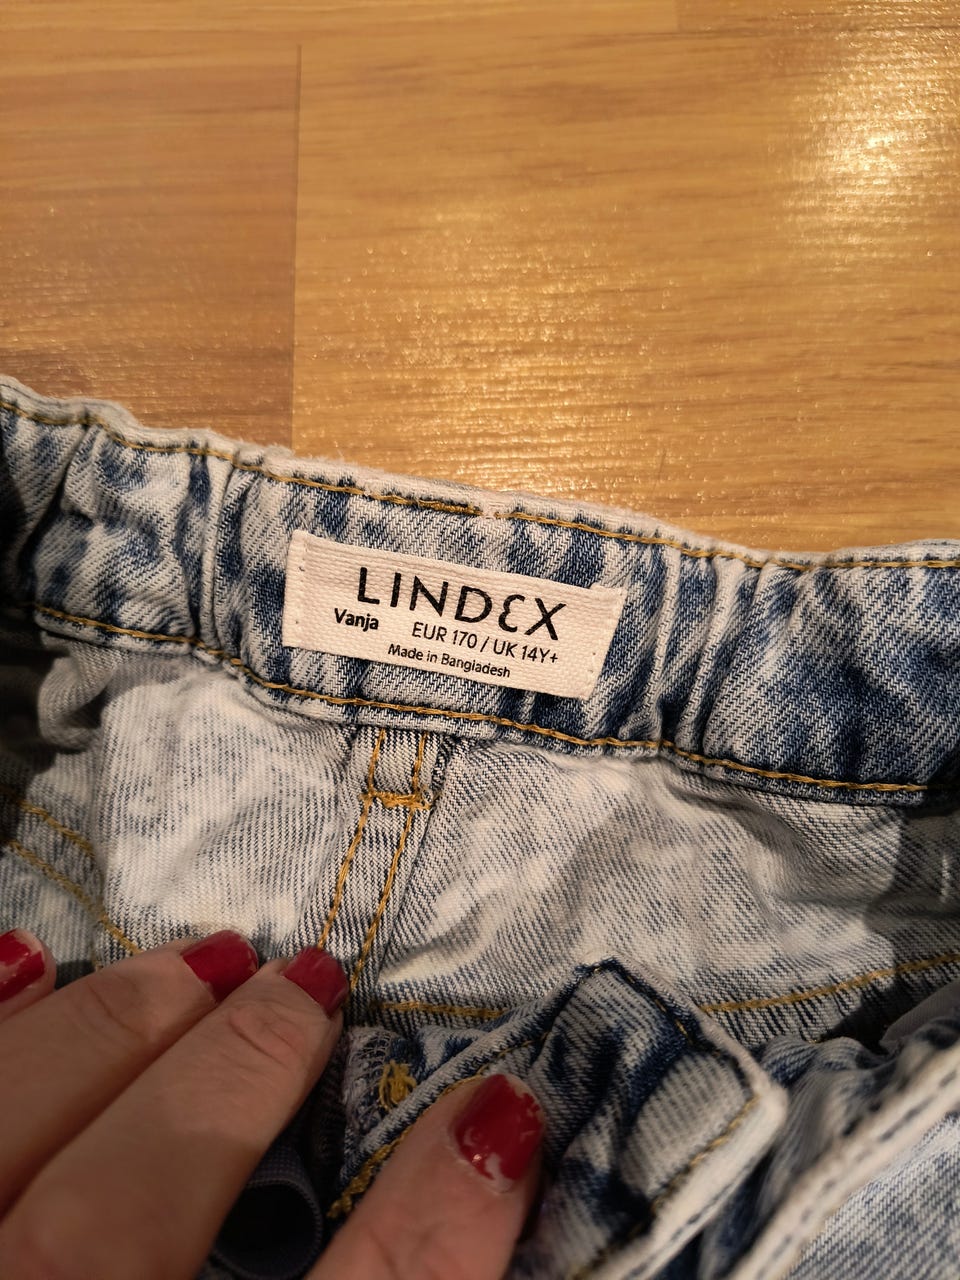 LINDEX
Vanja EUR 170 / UK 14Y+
Made in Bangladesh